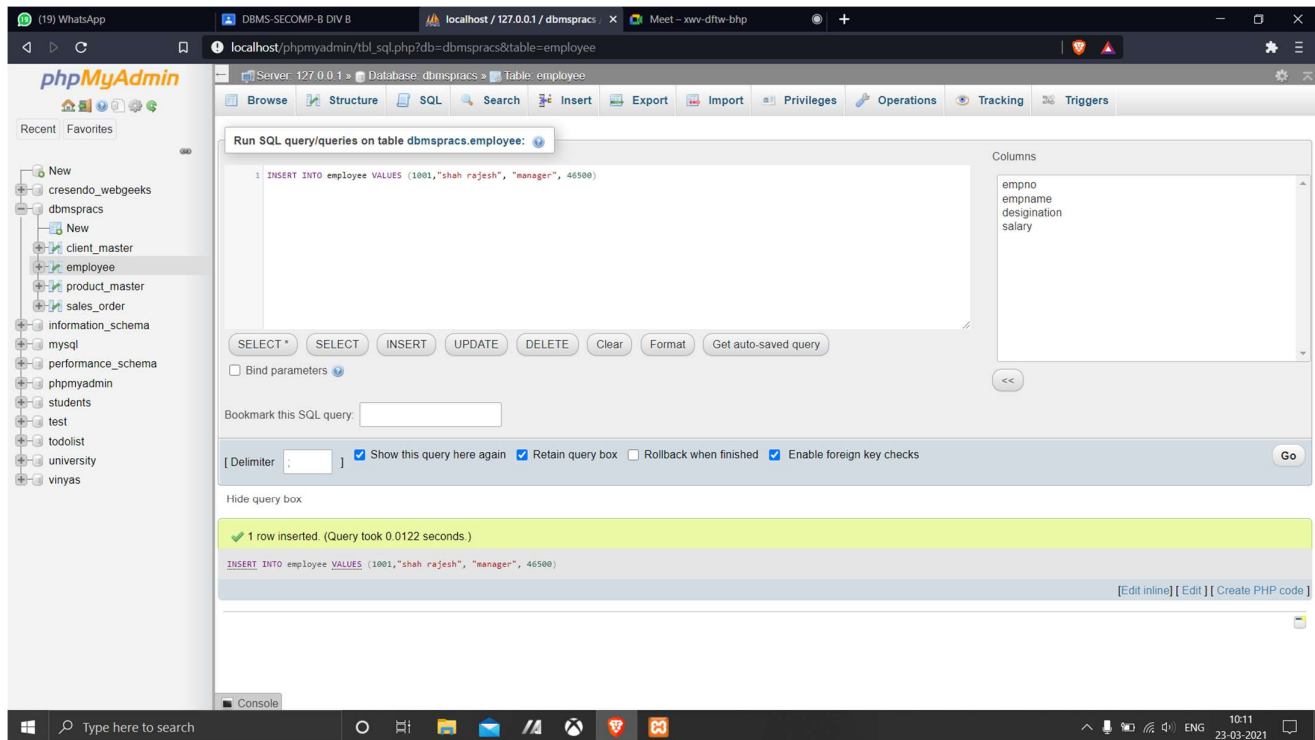 (19) WhatsApp
DBMS-SECOMP-B DIV B
localhost / 127.0.0.1 / dbmspracs /
Meet – xwv-dftw-bhp
localhost/phpmyadmin/tbl_sql.php?db=dbmspracs&table=employee
phpMyAdmin
Recent Favorites
New
cresendo_webgeeks
dbmspracs
New
client_master
employee
product_master
sales_order
information_schema
mysql
performance_schema
phpmyadmin
students
test
todolist
university
vinyas
Server: 127.0.0.1 » Database: dbmspracs » Table: employee
Browse Structure SQL Search Insert Export Import Privileges Operations Tracking Triggers
Run SQL query/queries on table dbmspracs.employee:
1 INSERT INTO employee VALUES (1001,"shah rajesh", "manager", 46500)
Columns
empno
empname
desigination
salary
SELECT * SELECT INSERT UPDATE DELETE Clear Format Get auto-saved query
Bind parameters
<<
Bookmark this SQL query:
[ Delimiter ; ] Show this query here again Retain query box Rollback when finished Enable foreign key checks Go
Hide query box
1 row inserted. (Query took 0.0122 seconds.)
INSERT INTO employee VALUES (1001,"shah rajesh", "manager", 46500)
[Edit inline] [ Edit ] [ Create PHP code ]
Console
Type here to search
ENG
10:11
23-03-2021